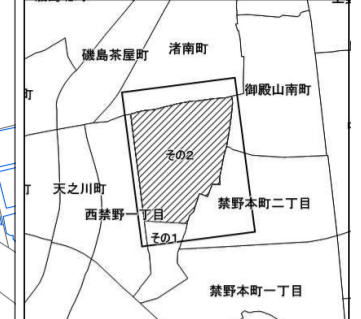 磯島茶屋町
渚南町
御殿山南町
町
その2
天之川町
西禁野一丁目
禁野本町二丁目
その1
禁野本町一丁目